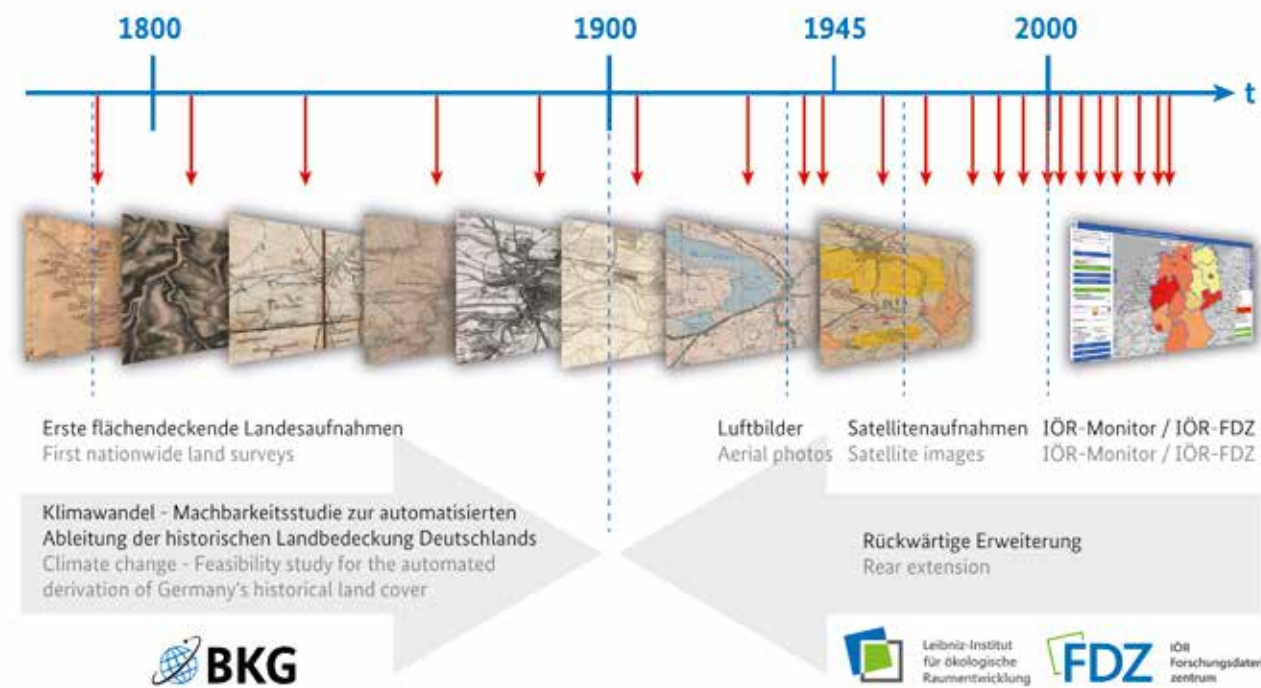 1800
1900
1945
2000
t
Erste flächendeckende Landesaufnahmen
First nationwide land surveys
Luftbilder
Aerial photos
Satellitenaufnahmen
Satellite images
IÖR-Monitor / IÖR-FDZ
IÖR-Monitor / IÖR-FDZ
Klimawandel - Machbarkeitsstudie zur automatisierten
Ableitung der historischen Landbedeckung Deutschlands
Climate change - Feasibility study for the automated
derivation of Germany's historical land cover
Rückwärtige Erweiterung
Rear extension
BKG
Leibniz-Institut
für ökologische
Raumentwicklung
FDZ
IÖR
Forschungsdaten
zentrum